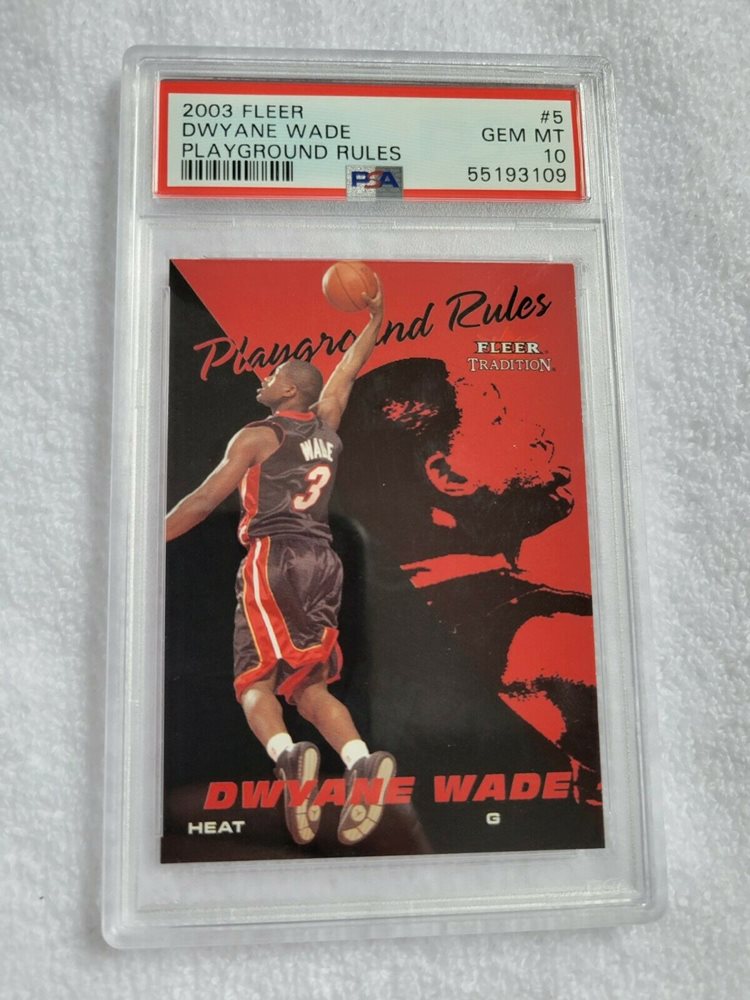 2003 FLEER #5
DWYANE WADE GEM MT
PLAYGROUND RULES 10
PSA 55193109
Playground Rules
FLEER
TRADITION
WADE
3
DWYANE WADE
HEAT G